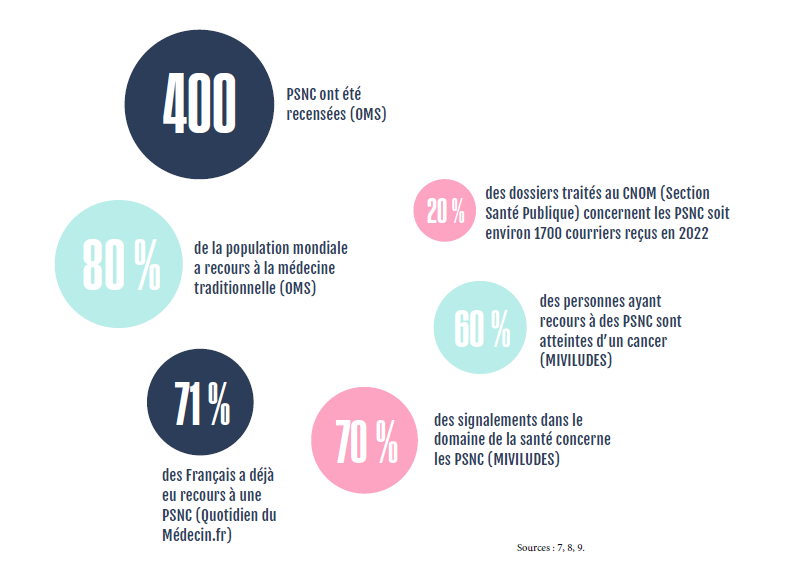 400
PSNC ont été
recensées (OMS)
20 %
des dossiers traités au CNOM (Section
Santé Publique) concernent les PSNC soit
environ 1700 courriers reçus en 2022
80 %
de la population mondiale
a recours à la médecine
traditionnelle (OMS)
60 %
des personnes ayant
recours à des PSNC sont
atteintes d'un cancer
(MIVILUDES)
71 %
des Français a déjà
eu recours à une
PSNC (Quotidien du
Médecin.fr)
70 %
des signalements dans le
domaine de la santé concerne
les PSNC (MIVILUDES)
Sources : 7, 8, 9.